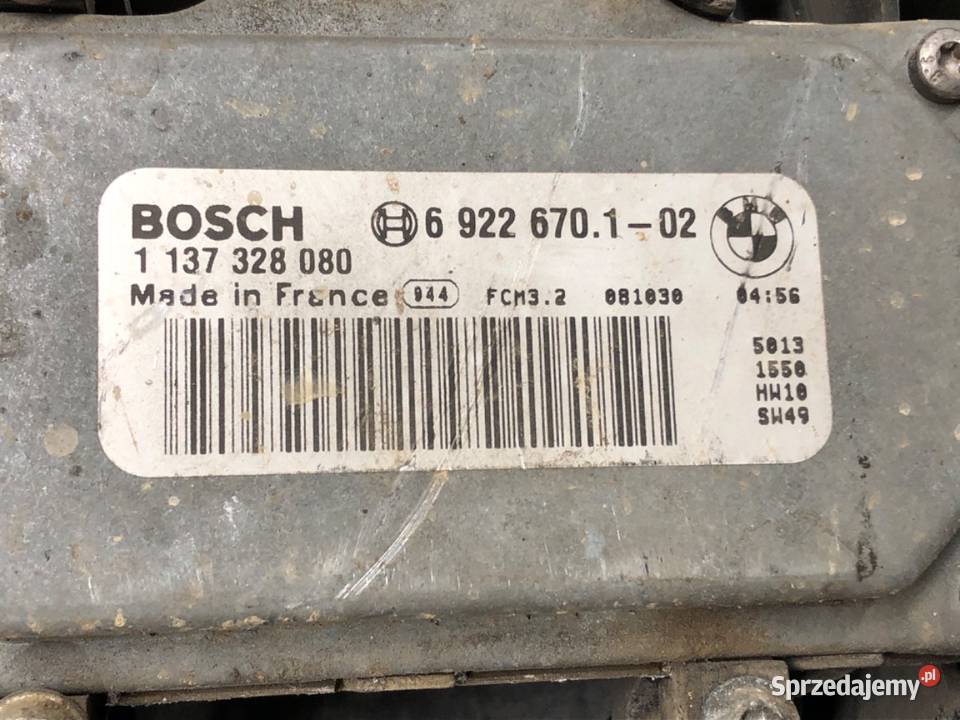 BOSCH 6 922 670.1-02
1 137 328 080
Made in France 944 FCM3.2 081030 04:56
5013
1550
HW10
SW49
Sprzedajemy.pl